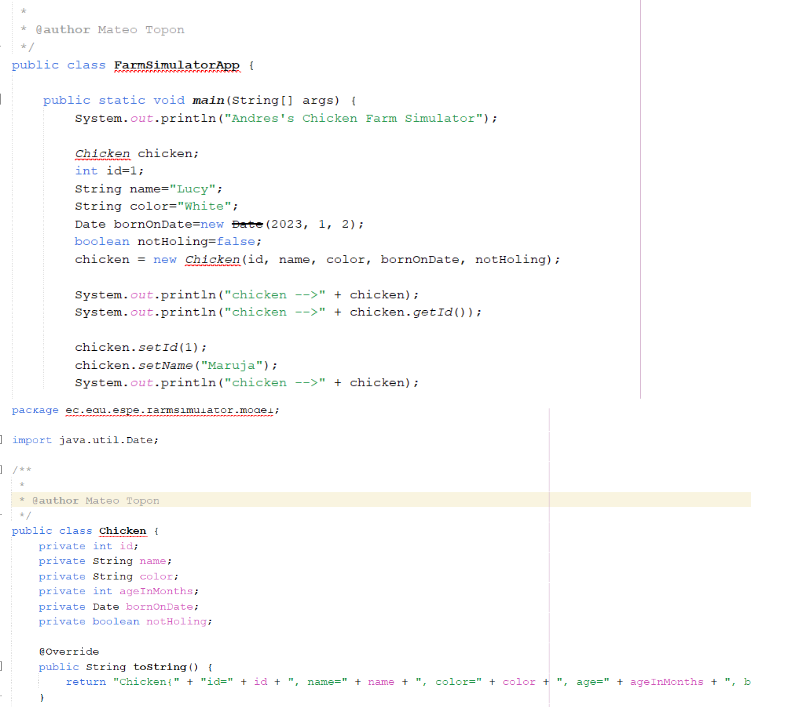 *
* @author Mateo Topon
*/
public class FarmSimulatorApp {
public static void main(String[] args) {
System.out.println("Andres's Chicken Farm Simulator");
Chicken chicken;
int id=1;
String name="Lucy";
String color="White";
Date bornOnDate=new Date(2023, 1, 2);
boolean notHoling=false;
chicken = new Chicken(id, name, color, bornOnDate, notHoling);
System.out.println("chicken -->" + chicken);
System.out.println("chicken -->" + chicken.getId());
chicken.setId(1);
chicken.setName("Maruja");
System.out.println("chicken -->" + chicken);
package ec.edu.espe.farmsimulator.model;
import java.util.Date;
/**
*
* @author Mateo Topon
*/
public class Chicken {
private int id;
private String name;
private String color;
private int ageInMonths;
private Date bornOnDate;
private boolean notHoling;
@Override
public String toString() {
return "Chicken{" + "id=" + id + ", name=" + name + ", color=" + color + ", age=" + ageInMonths + ", b
}